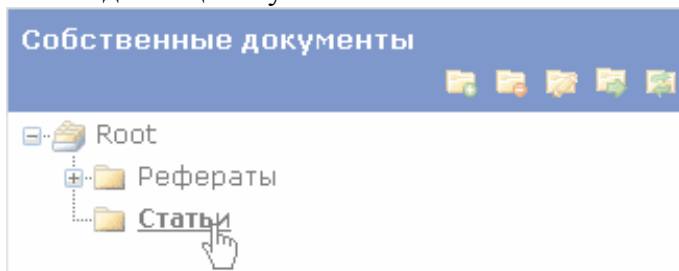 Собственные документы
Root
Рефераты
Статьи